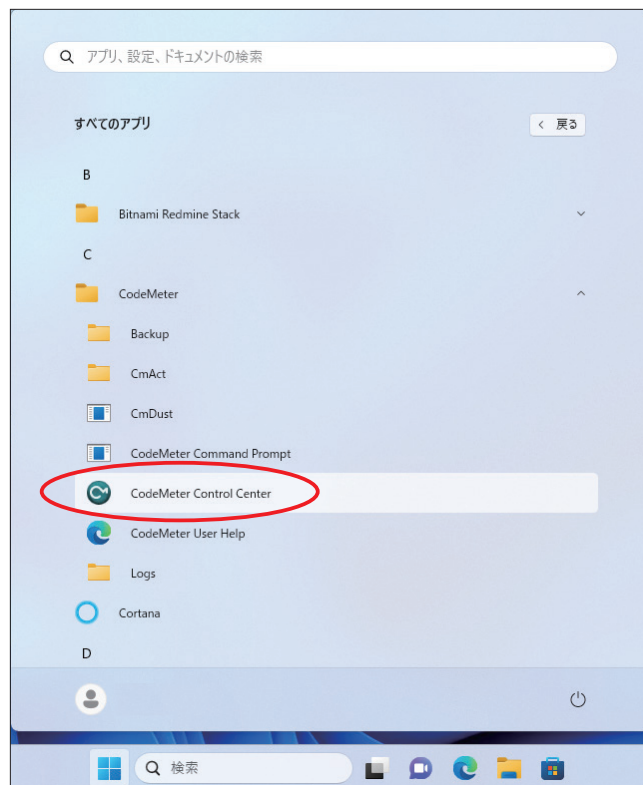 アプリ、設定、ドキュメントの検索
すべてのアプリ
戻る
B
Bitnami Redmine Stack
C
CodeMeter
Backup
CmAct
CmDust
CodeMeter Command Prompt
CodeMeter Control Center
CodeMeter User Help
Logs
Cortana
D
検索